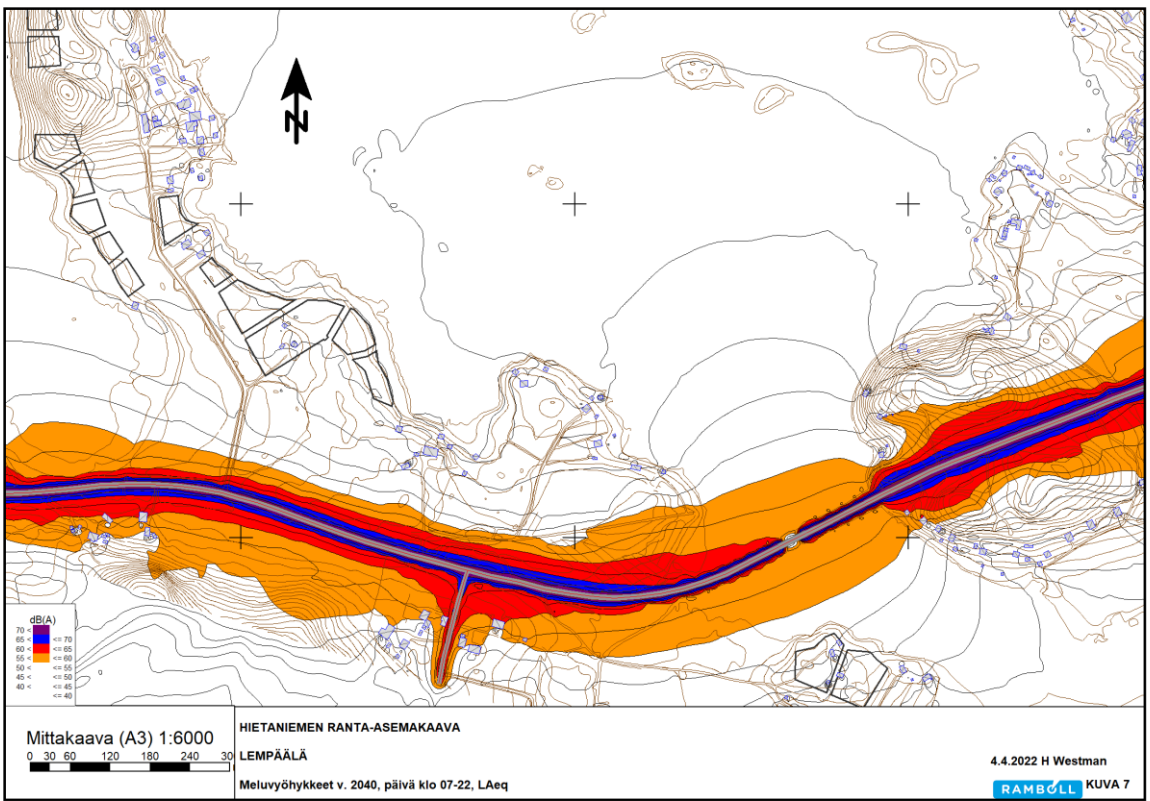 N
dB(A)
70 <
65 < <= 70
60 < <= 65
55 < <= 60
50 < <= 55
45 < <= 50
40 < <= 45
<= 40
Mittakaava (A3) 1:6000
0 30 60 120 180 240 30
HIETANIEMEN RANTA-ASEMAKAAVA
LEMPÄÄLÄ
Meluvyöhykkeet v. 2040, päivä klo 07-22, LAeq
4.4.2022 H Westman
RAMBOLL KUVA 7